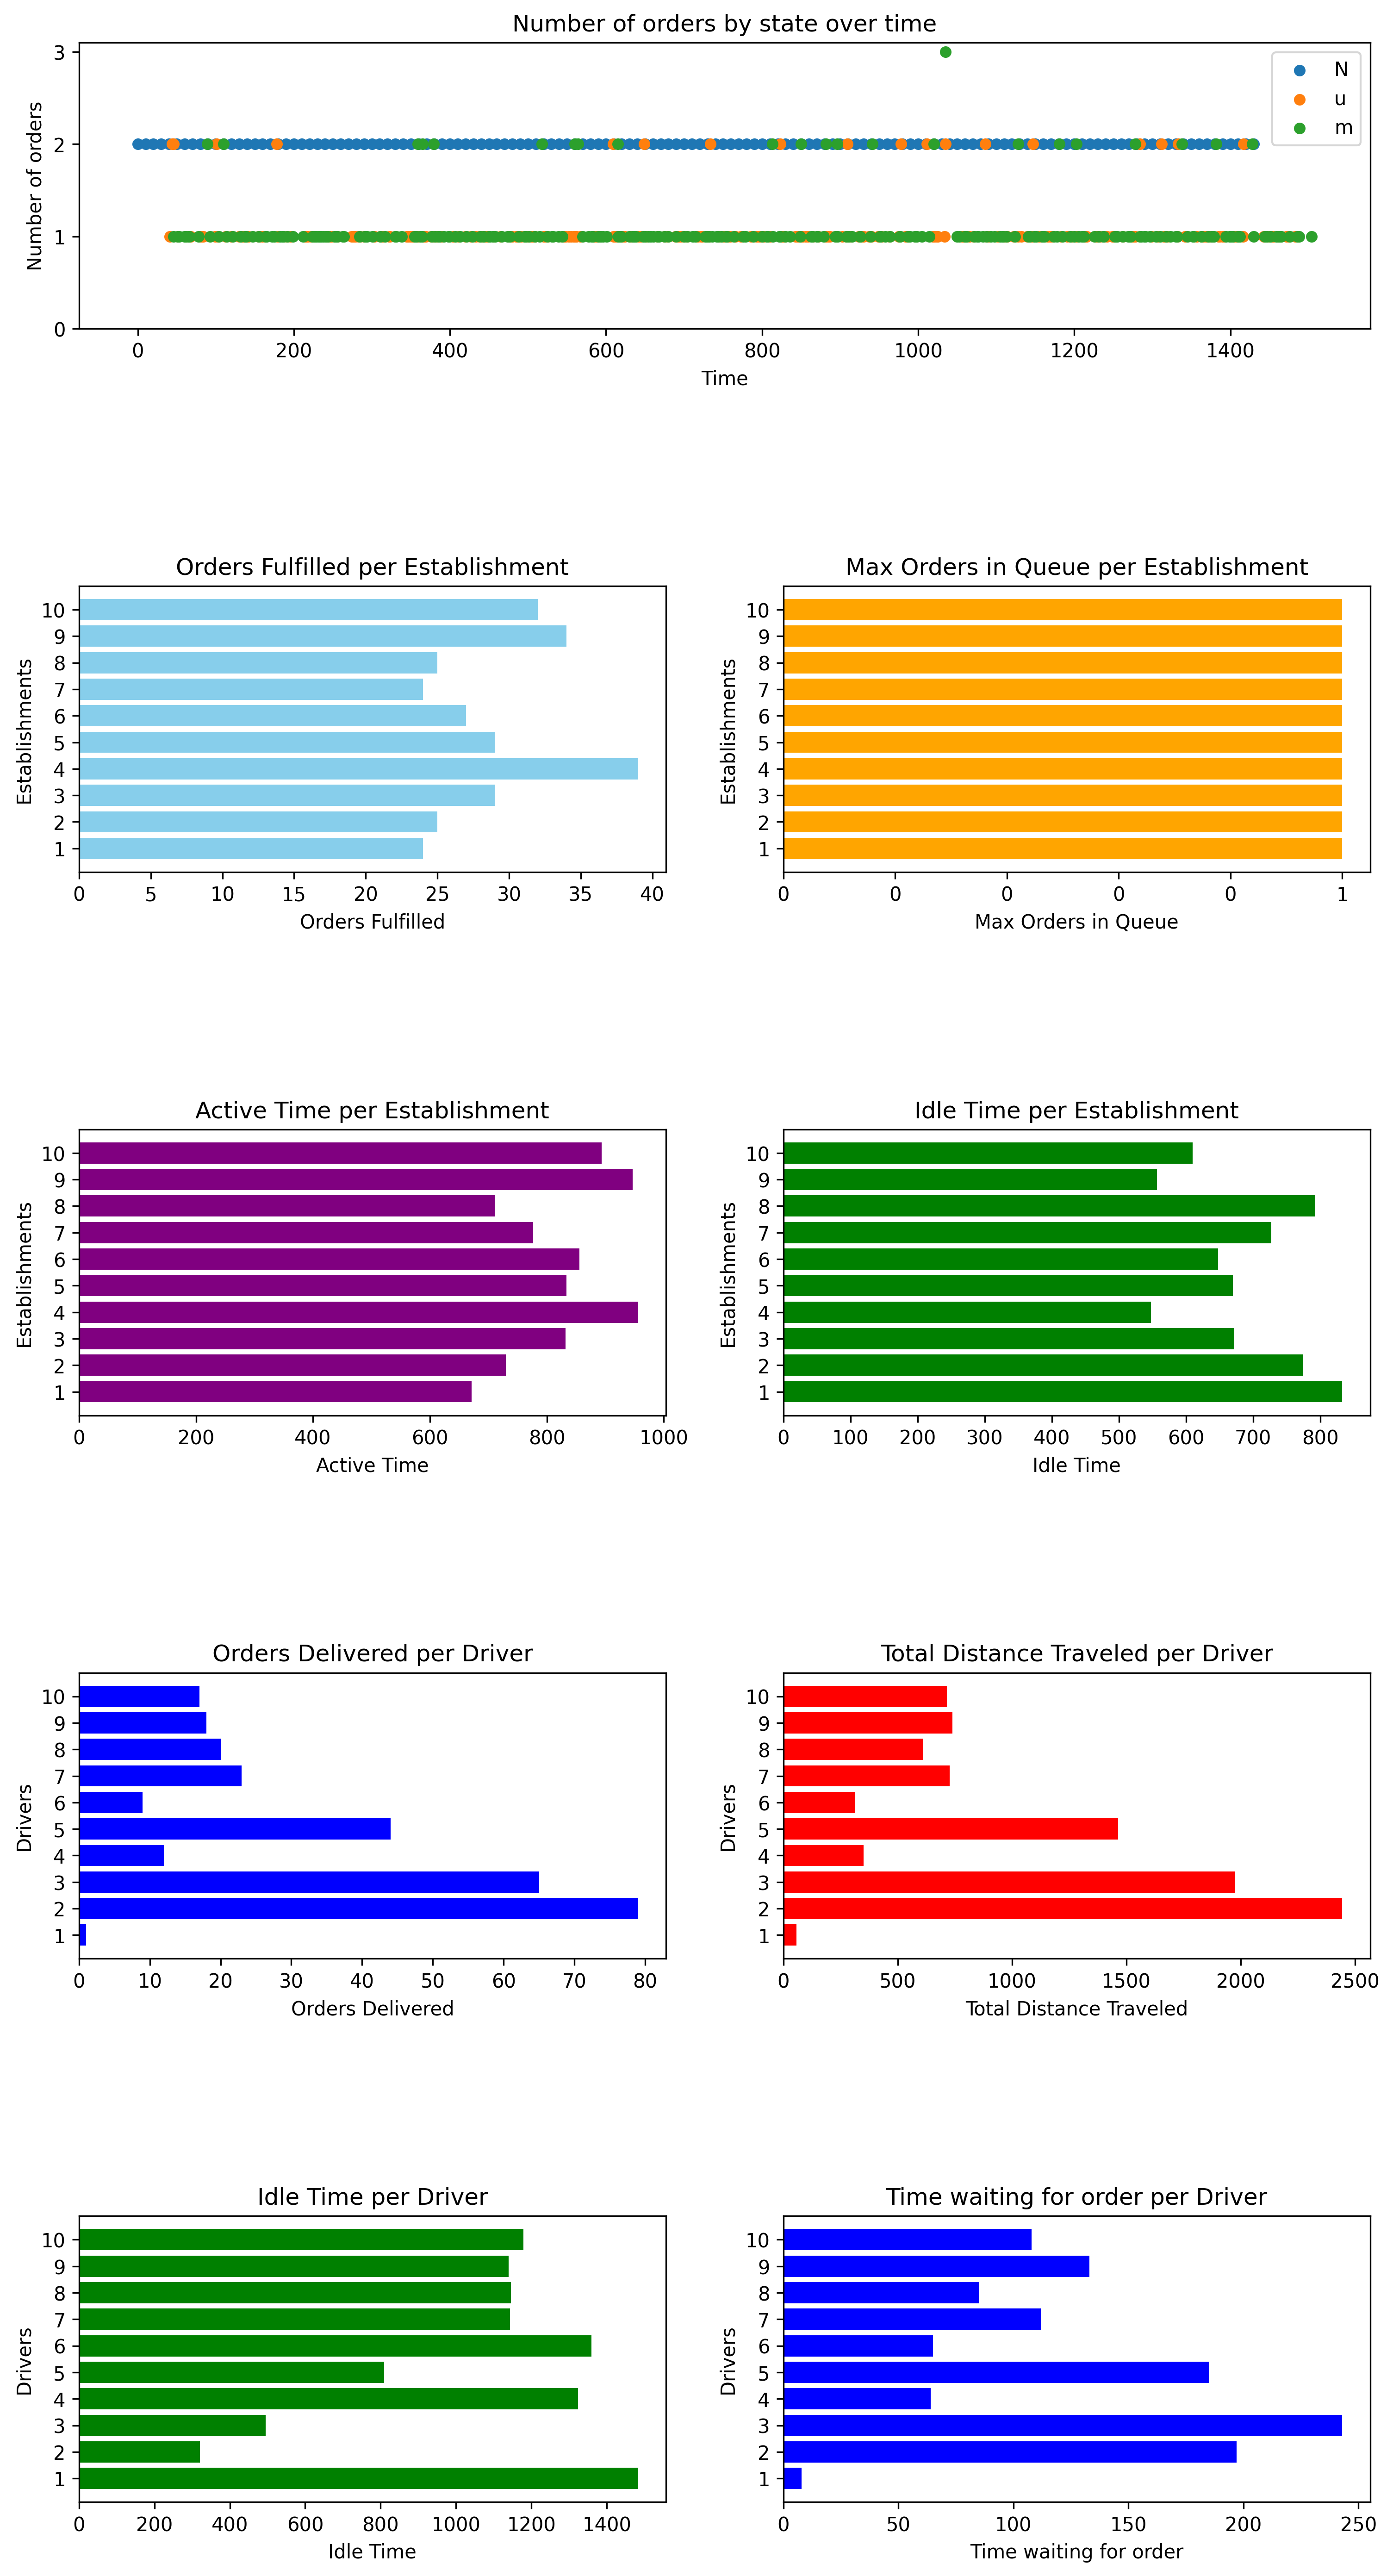 Number of orders by state over time
3
2
1
0
Number of orders
N
u
m
0 200 400 600 800 1000 1200 1400
Time
Orders Fulfilled per Establishment
10
9
8
7
6
5
4
3
2
1
Establishments
0 5 10 15 20 25 30 35 40
Orders Fulfilled
Max Orders in Queue per Establishment
10
9
8
7
6
5
4
3
2
1
Establishments
0 0 0 0 0 1
Max Orders in Queue
Active Time per Establishment
10
9
8
7
6
5
4
3
2
1
Establishments
0 200 400 600 800 1000
Active Time
Idle Time per Establishment
10
9
8
7
6
5
4
3
2
1
Establishments
0 100 200 300 400 500 600 700 800
Idle Time
Orders Delivered per Driver
10
9
8
7
6
5
4
3
2
1
Drivers
0 10 20 30 40 50 60 70 80
Orders Delivered
Total Distance Traveled per Driver
10
9
8
7
6
5
4
3
2
1
Drivers
0 500 1000 1500 2000 2500
Total Distance Traveled
Idle Time per Driver
10
9
8
7
6
5
4
3
2
1
Drivers
0 200 400 600 800 1000 1200 1400
Idle Time
Time waiting for order per Driver
10
9
8
7
6
5
4
3
2
1
Drivers
0 50 100 150 200 250
Time waiting for order